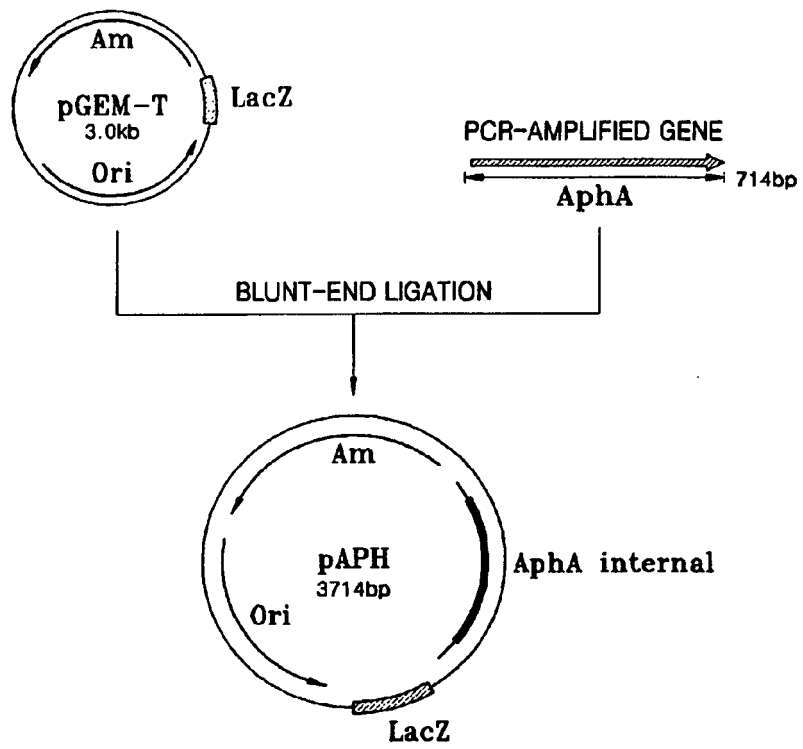 Am
pGEM-T
3.0kb
Ori
LacZ
PCR-AMPLIFIED GENE
714bp
AphA
BLUNT-END LIGATION
Am
pAPH
3714bp
Ori
AphA internal
LacZ